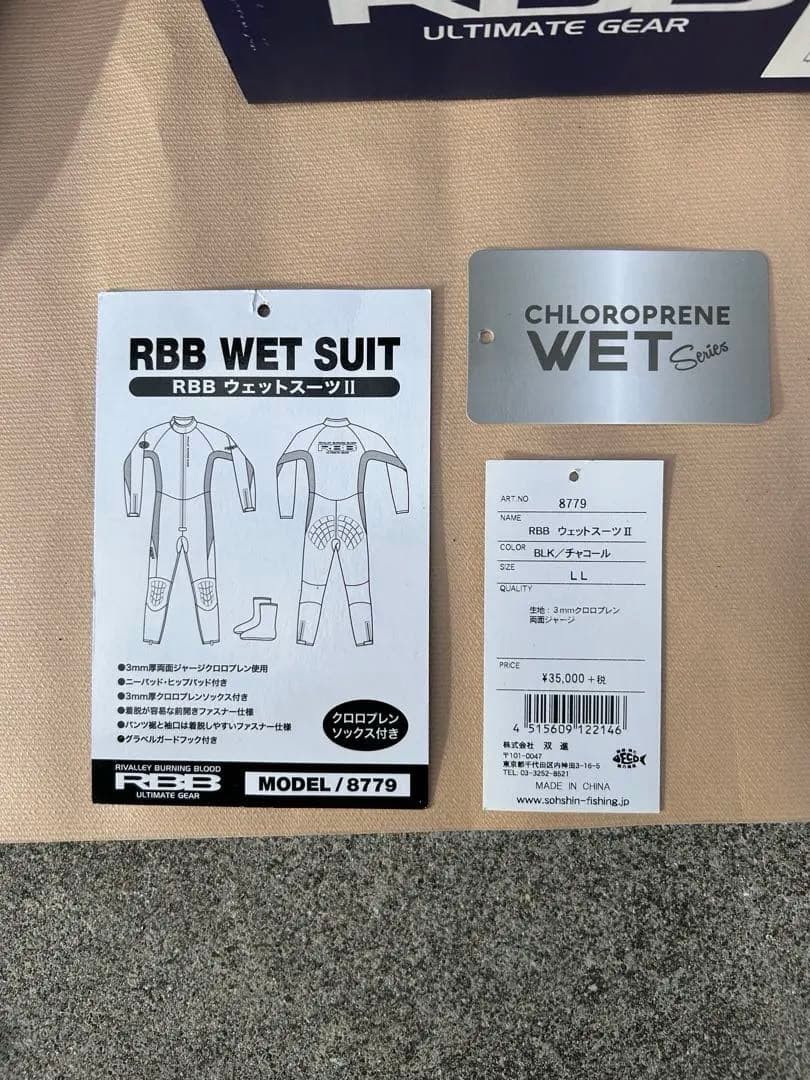 RBB
ULTIMATE GEAR
RBB WET SUIT
RBB ウェットスーツII
RBB
ULTIMATE GEAR
●3mm厚両面ジャージクロロプレン使用
●ニーパッド・ヒップパッド付き
●3mm厚クロロプレンソックス付き
●着脱が容易な前開きファスナー仕様
●パンツ裾と袖口は着脱しやすいファスナー仕様
●グラベルガードフック付き
クロロプレン
ソックス付き
RIVALLEY BURNING BLOOD
RBB
ULTIMATE GEAR
MODEL/8779
CHLOROPRENE
WET Series
ART.NO 8779
NAME
RBB ウェットスーツⅡ
COLOR BLK/チャコール
SIZE
LL
QUALITY
生地:3mmクロロプレン
両面ジャージ
PRICE
¥35,000+税
4 515609 122146
株式会社 双進
〒101-0047
東京都千代田区内神田3-16-5
TEL: 03-3252-8521
MADE IN CHINA
www.sohshin-fishing.jp